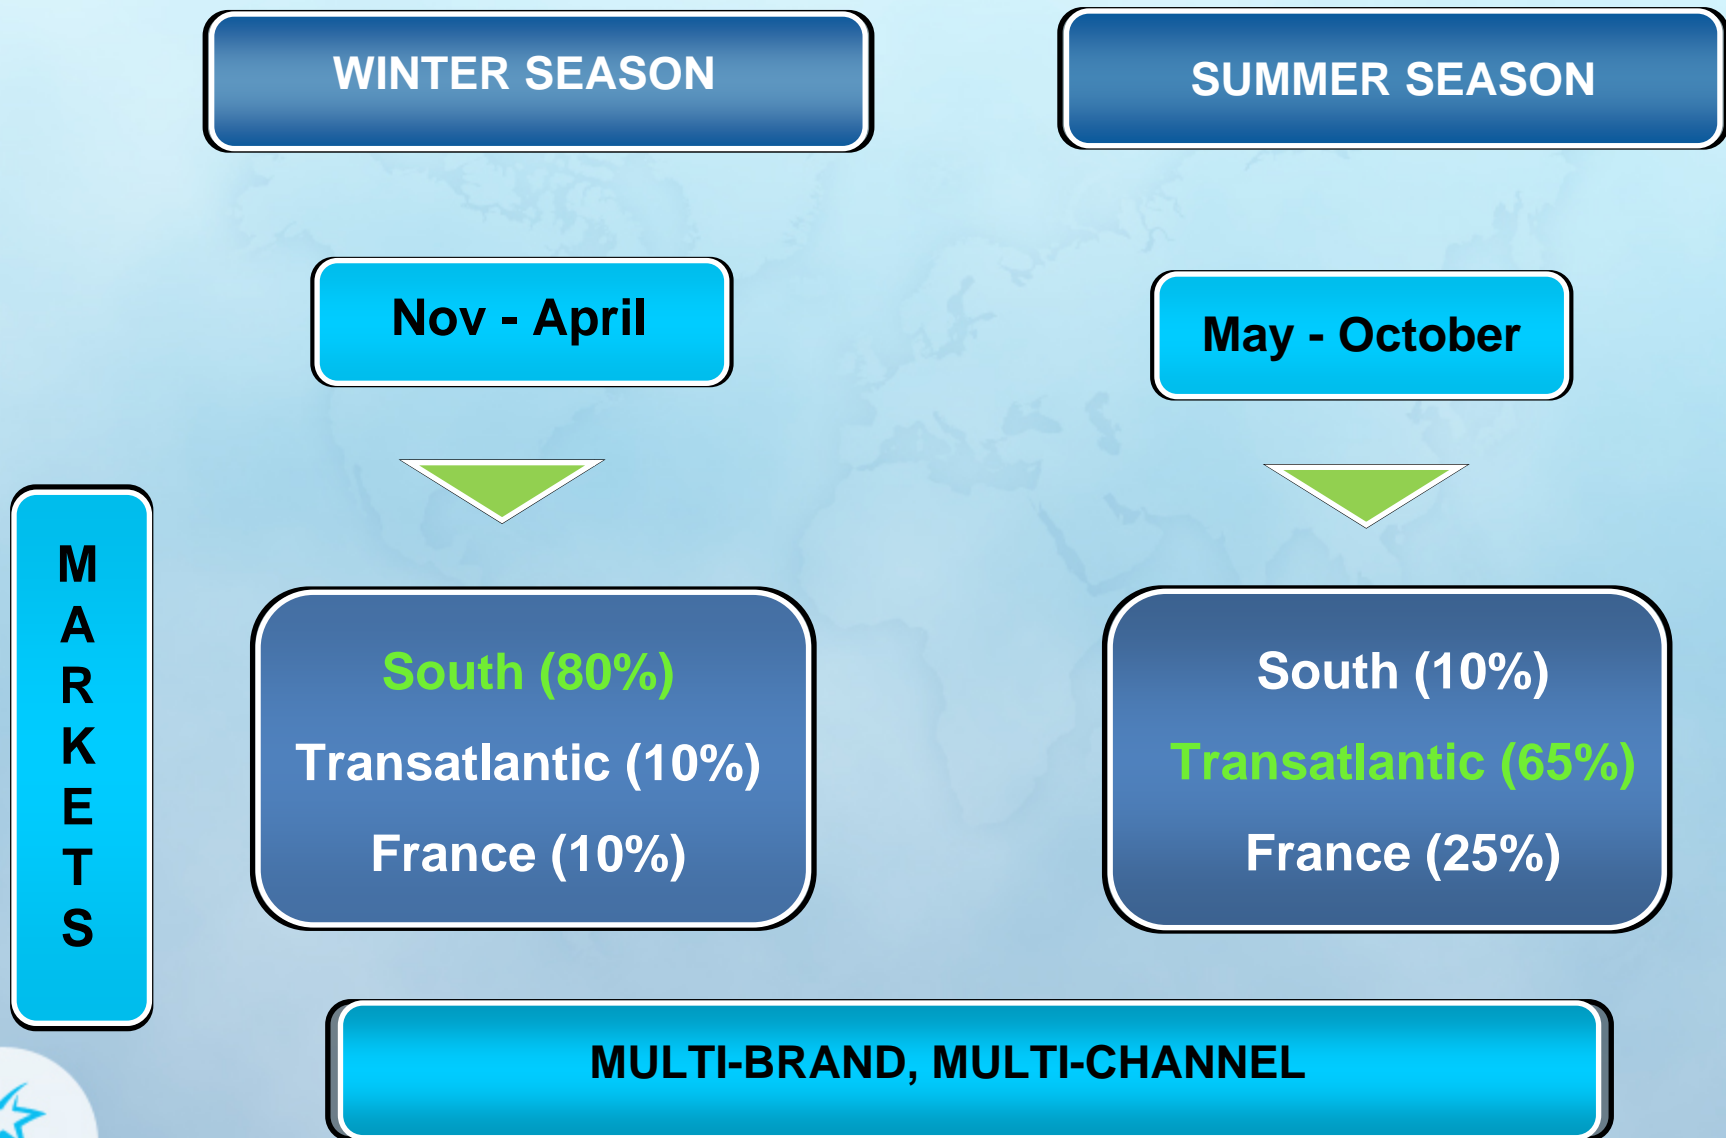 WINTER SEASON
SUMMER SEASON
Nov - April
May - October
MARKETS
South (80%)
Transatlantic (10%)
France (10%)
South (10%)
Transatlantic (65%)
France (25%)
MULTI-BRAND, MULTI-CHANNEL